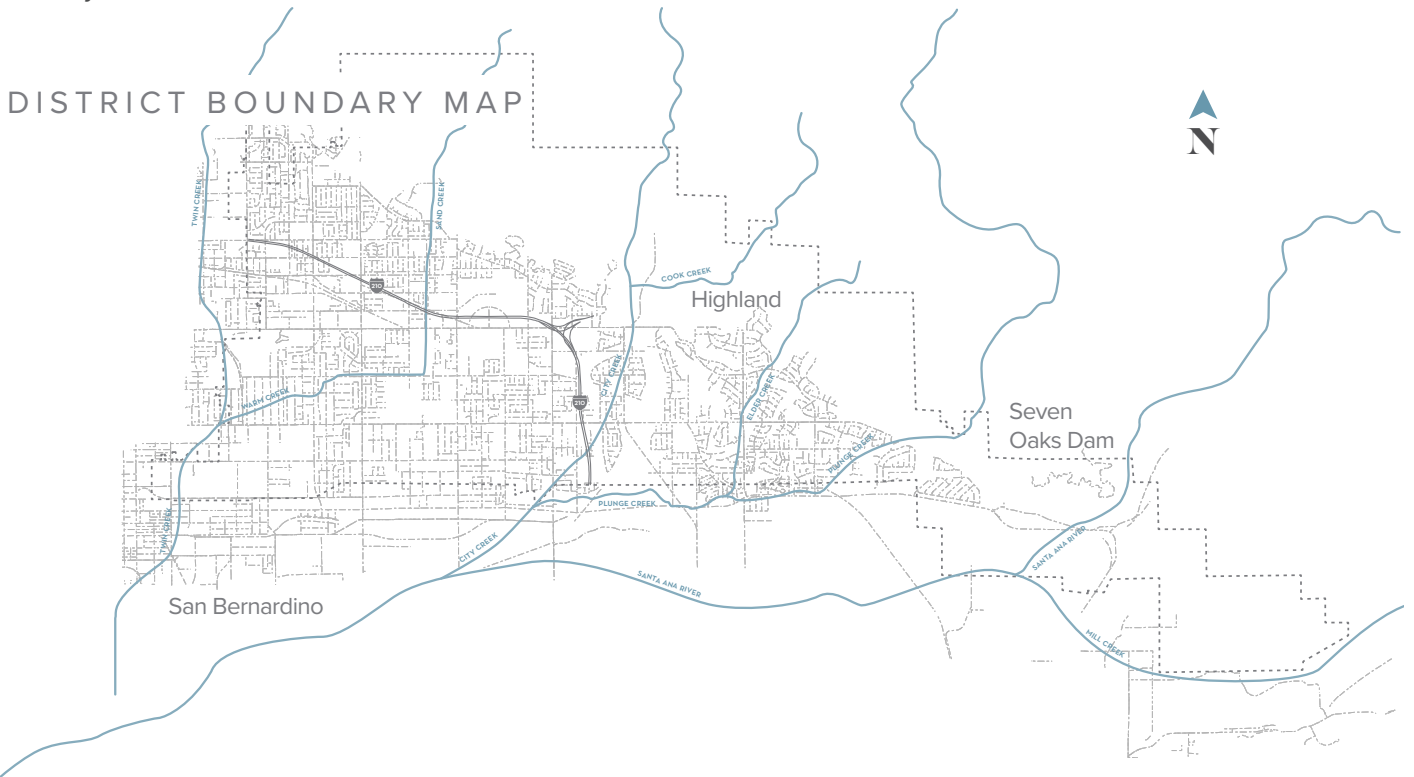 DISTRICT BOUNDARY MAP
N
TWIN CREEK
SAND CREEK
COOK CREEK
210
Highland
CITY CREEK
WARM CREEK
ELDER CREEK
210
Seven
Oaks Dam
PLUNGE CREEK
PLUNGE CREEK
TWIN CREEK
CITY CREEK
SANTA ANA RIVER
SANTA ANA RIVER
San Bernardino
MILL CREEK